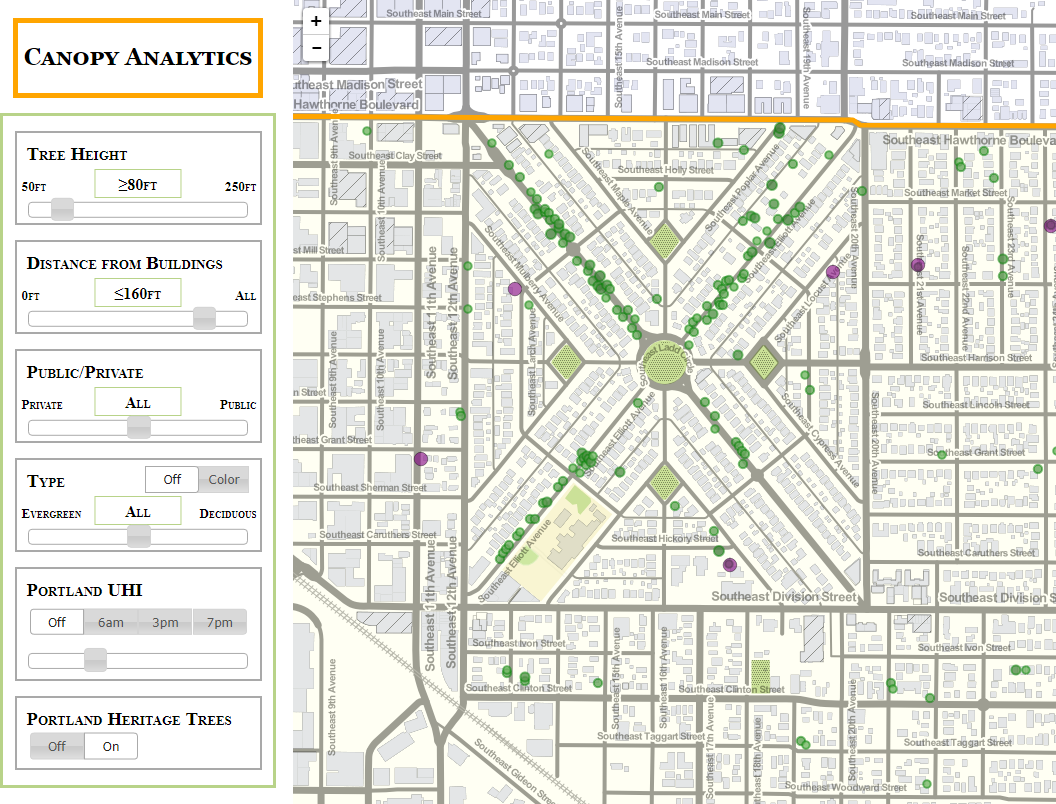 Canopy Analytics
Tree Height
50ft
≥80ft
250ft
Distance from Buildings
0ft
≤160ft
All
Public/Private
Private
All
Public
Type
Off
Color
Evergreen
All
Deciduous
Portland UHI
Off
6am
3pm
7pm
Portland Heritage Trees
Off
On
+
−
Southeast Main Street
Southeast Main Street
Southeast Main Street
Southeast 15th Avenue
Southeast 19th Avenue
Southeast Madison Street
Southeast Madison Street
utheast Madison Street
Hawthorne Boulevard
Southeast Hawthorne Bouleva
Southeast 9th Avenue
Southeast Clay Street
Southeast 10th Avenue
Southeast Maple Avenue
Southeast Holly Street
Southeast Poplar Avenue
Southeast Elliott Avenue
Southeast 20th Avenue
Southeast Market Street
Southeast 23rd Avenue
st Mill Street
Southeast Mulberry Avenue
Southeast Locust Avenue
Southeast 21st Avenue
Southeast 22nd Avenue
east Stephens Street
Southeast 11th Avenue
Southeast 12th Avenue
Southeast Larch Avenue
Southeast 9th Avenue
Southeast 10th Avenue
Southeast Ladd Circle
Southeast Harrison Street
n Street
Southeast Elliott Avenue
Southeast Cypress Avenue
Southeast 20th Avenue
Southeast Lincoln Street
heast Grant Street
Southeast Grant Street
Southeast Sherman Street
Southeast Caruthers Street
Southeast Elliott Avenue
Southeast Hickory Street
Southeast Caruthers Street
Southeast 11th Avenue
Southeast 12th Avenue
Southeast Division Street
Southeast Division S
Southeast 9th Avenue
Southeast Ivon Street
Southeast 15th Avenue
Southeast 16th Avenue
Southeast Ivon Street
Southeast Clinton Street
Southeast Clinton Street
Southeast 17th Avenue
Southeast 18th Avenue
Southeast 20th Avenue
Southeast Taggart Street
Southeast Taggart Street
Southeast Gideon Street
Southeast Woodward Street